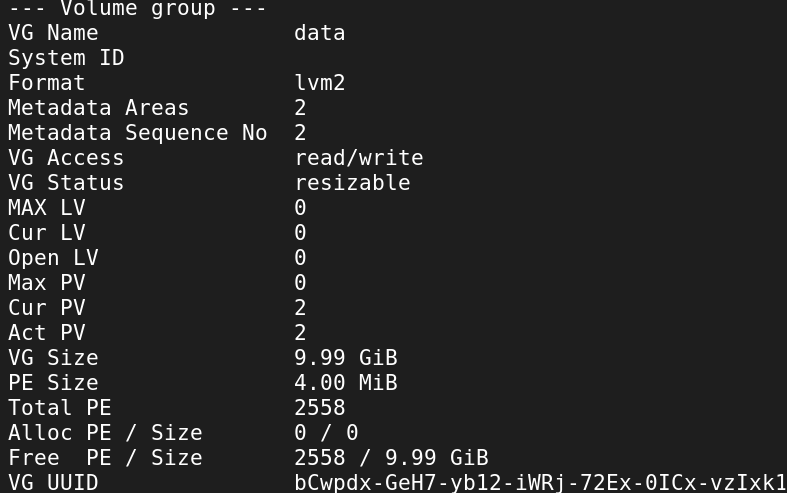 --- Volume group ---
VG Name               data
System ID
Format                lvm2
Metadata Areas        2
Metadata Sequence No  2
VG Access             read/write
VG Status             resizable
MAX LV                0
Cur LV                0
Open LV               0
Max PV                0
Cur PV                2
Act PV                2
VG Size               9.99 GiB
PE Size               4.00 MiB
Total PE              2558
Alloc PE / Size       0 / 0
Free  PE / Size       2558 / 9.99 GiB
VG UUID               bCwpdx-GeH7-yb12-iWRj-72Ex-0ICx-vzIxk1